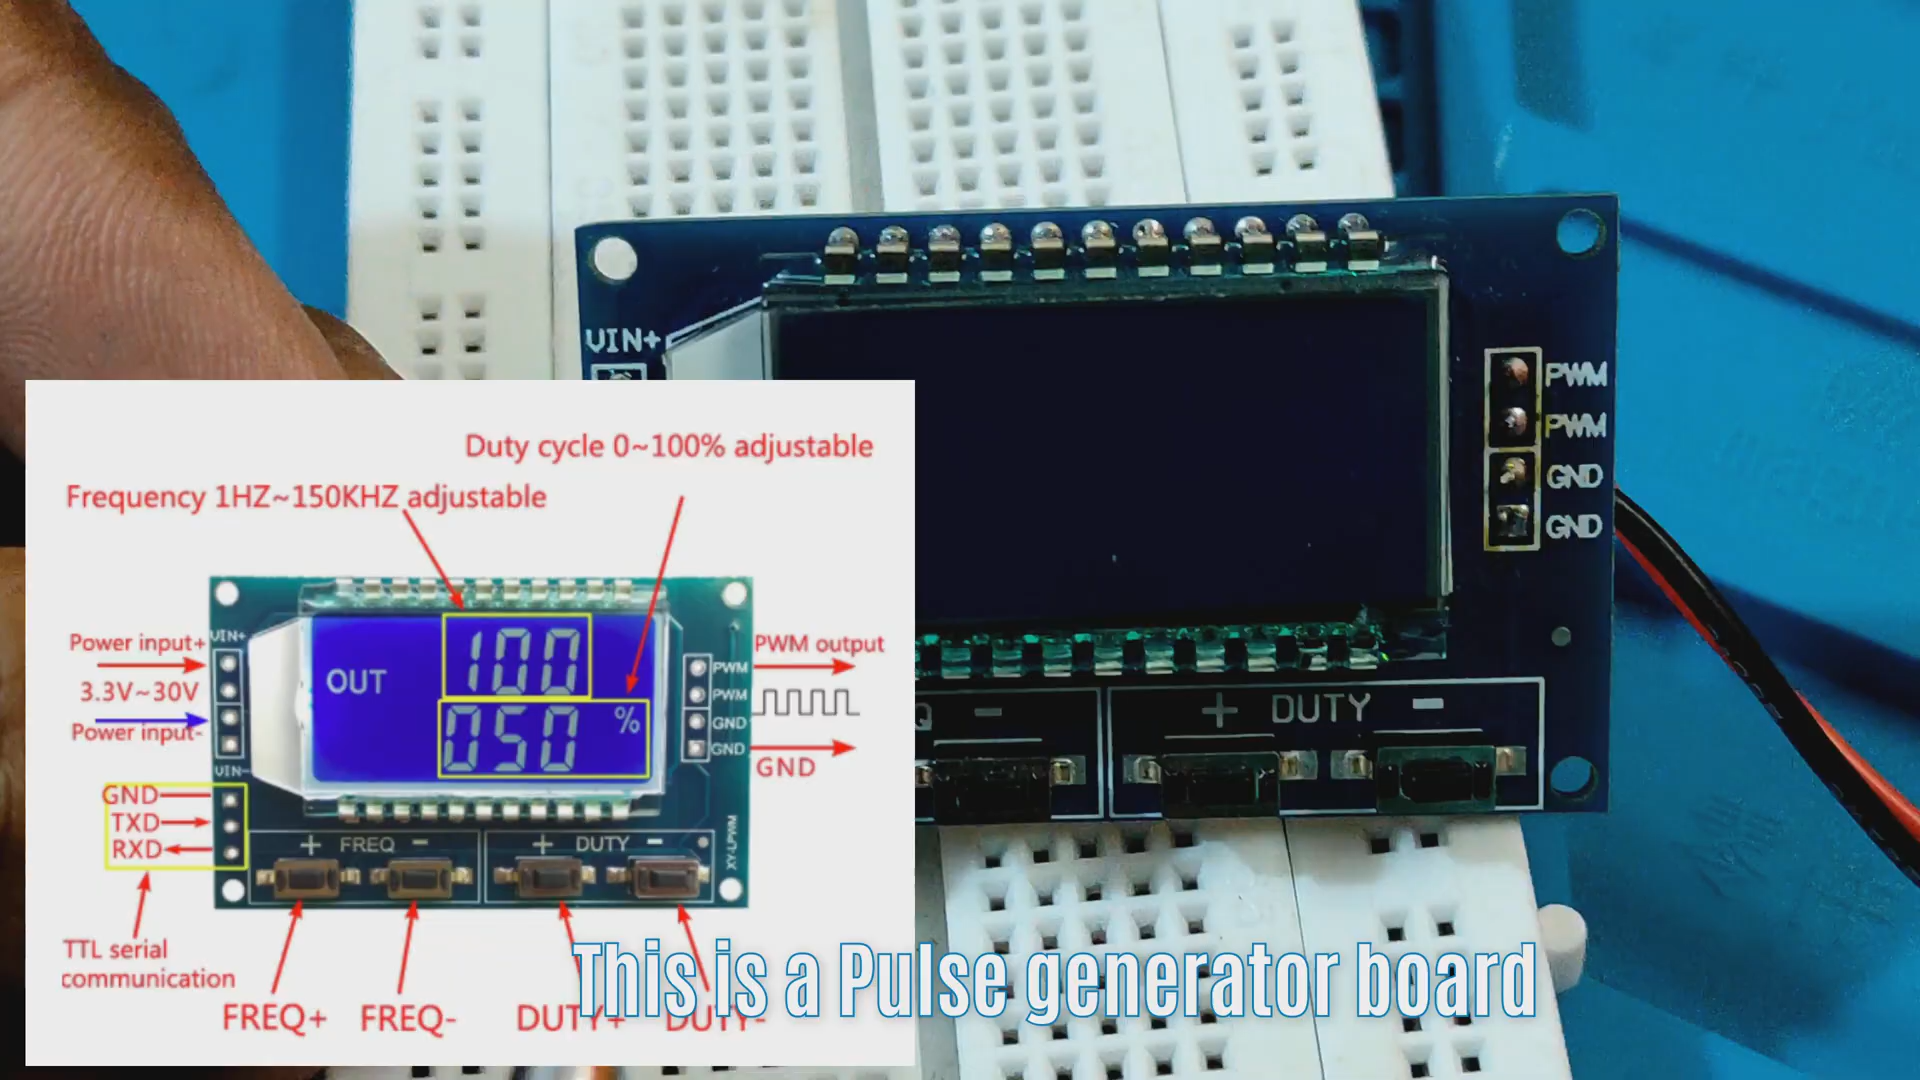 VIN+
PWM
PWM
GND
GND
Q -
+ DUTY -
Duty cycle 0~100% adjustable
Frequency 1HZ~150KHZ adjustable
Power input+
3.3V~30V
Power input-
GND
TXD
RXD
TTL serial
communication
VIN+
VIN-
OUT
100
050 %
PWM
PWM
GND
GND
PWM output
GND
XY-LPWM
+ FREQ -
+ DUTY -
FREQ+ FREQ- DUTY+ DUTY-
This is a Pulse generator board